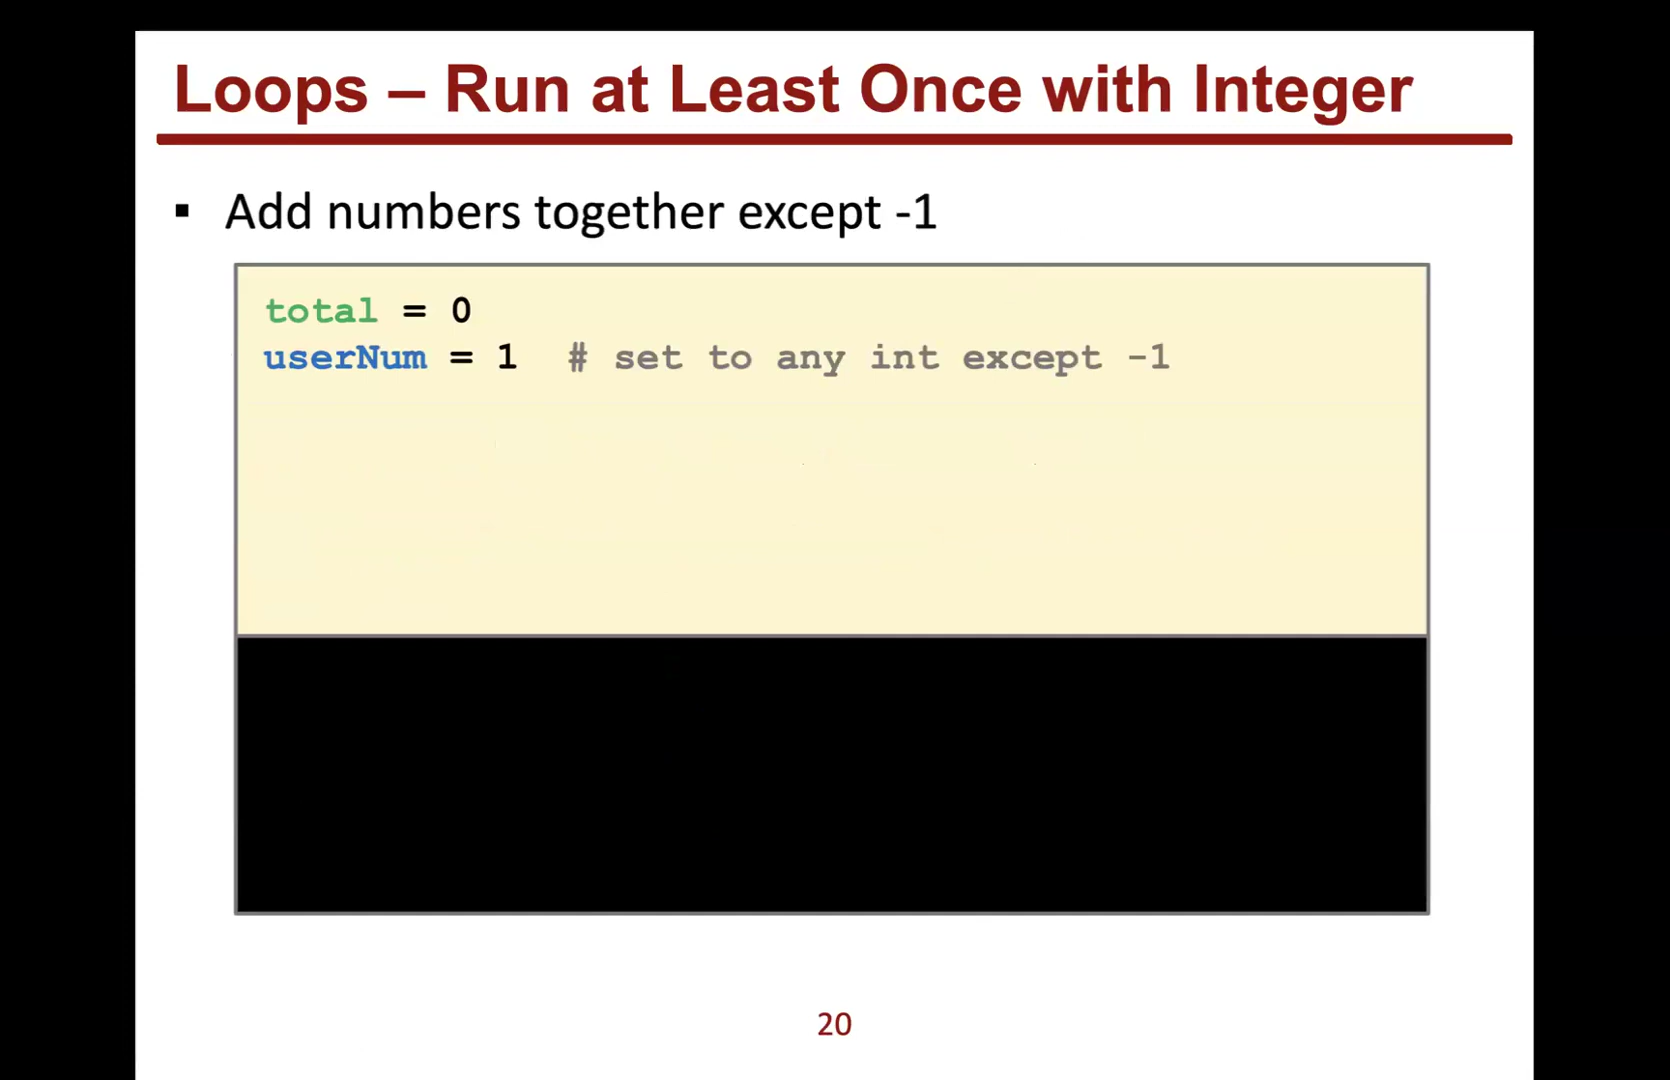 Loops – Run at Least Once with Integer
▪ Add numbers together except -1
total = 0
userNum = 1  # set to any int except -1
20